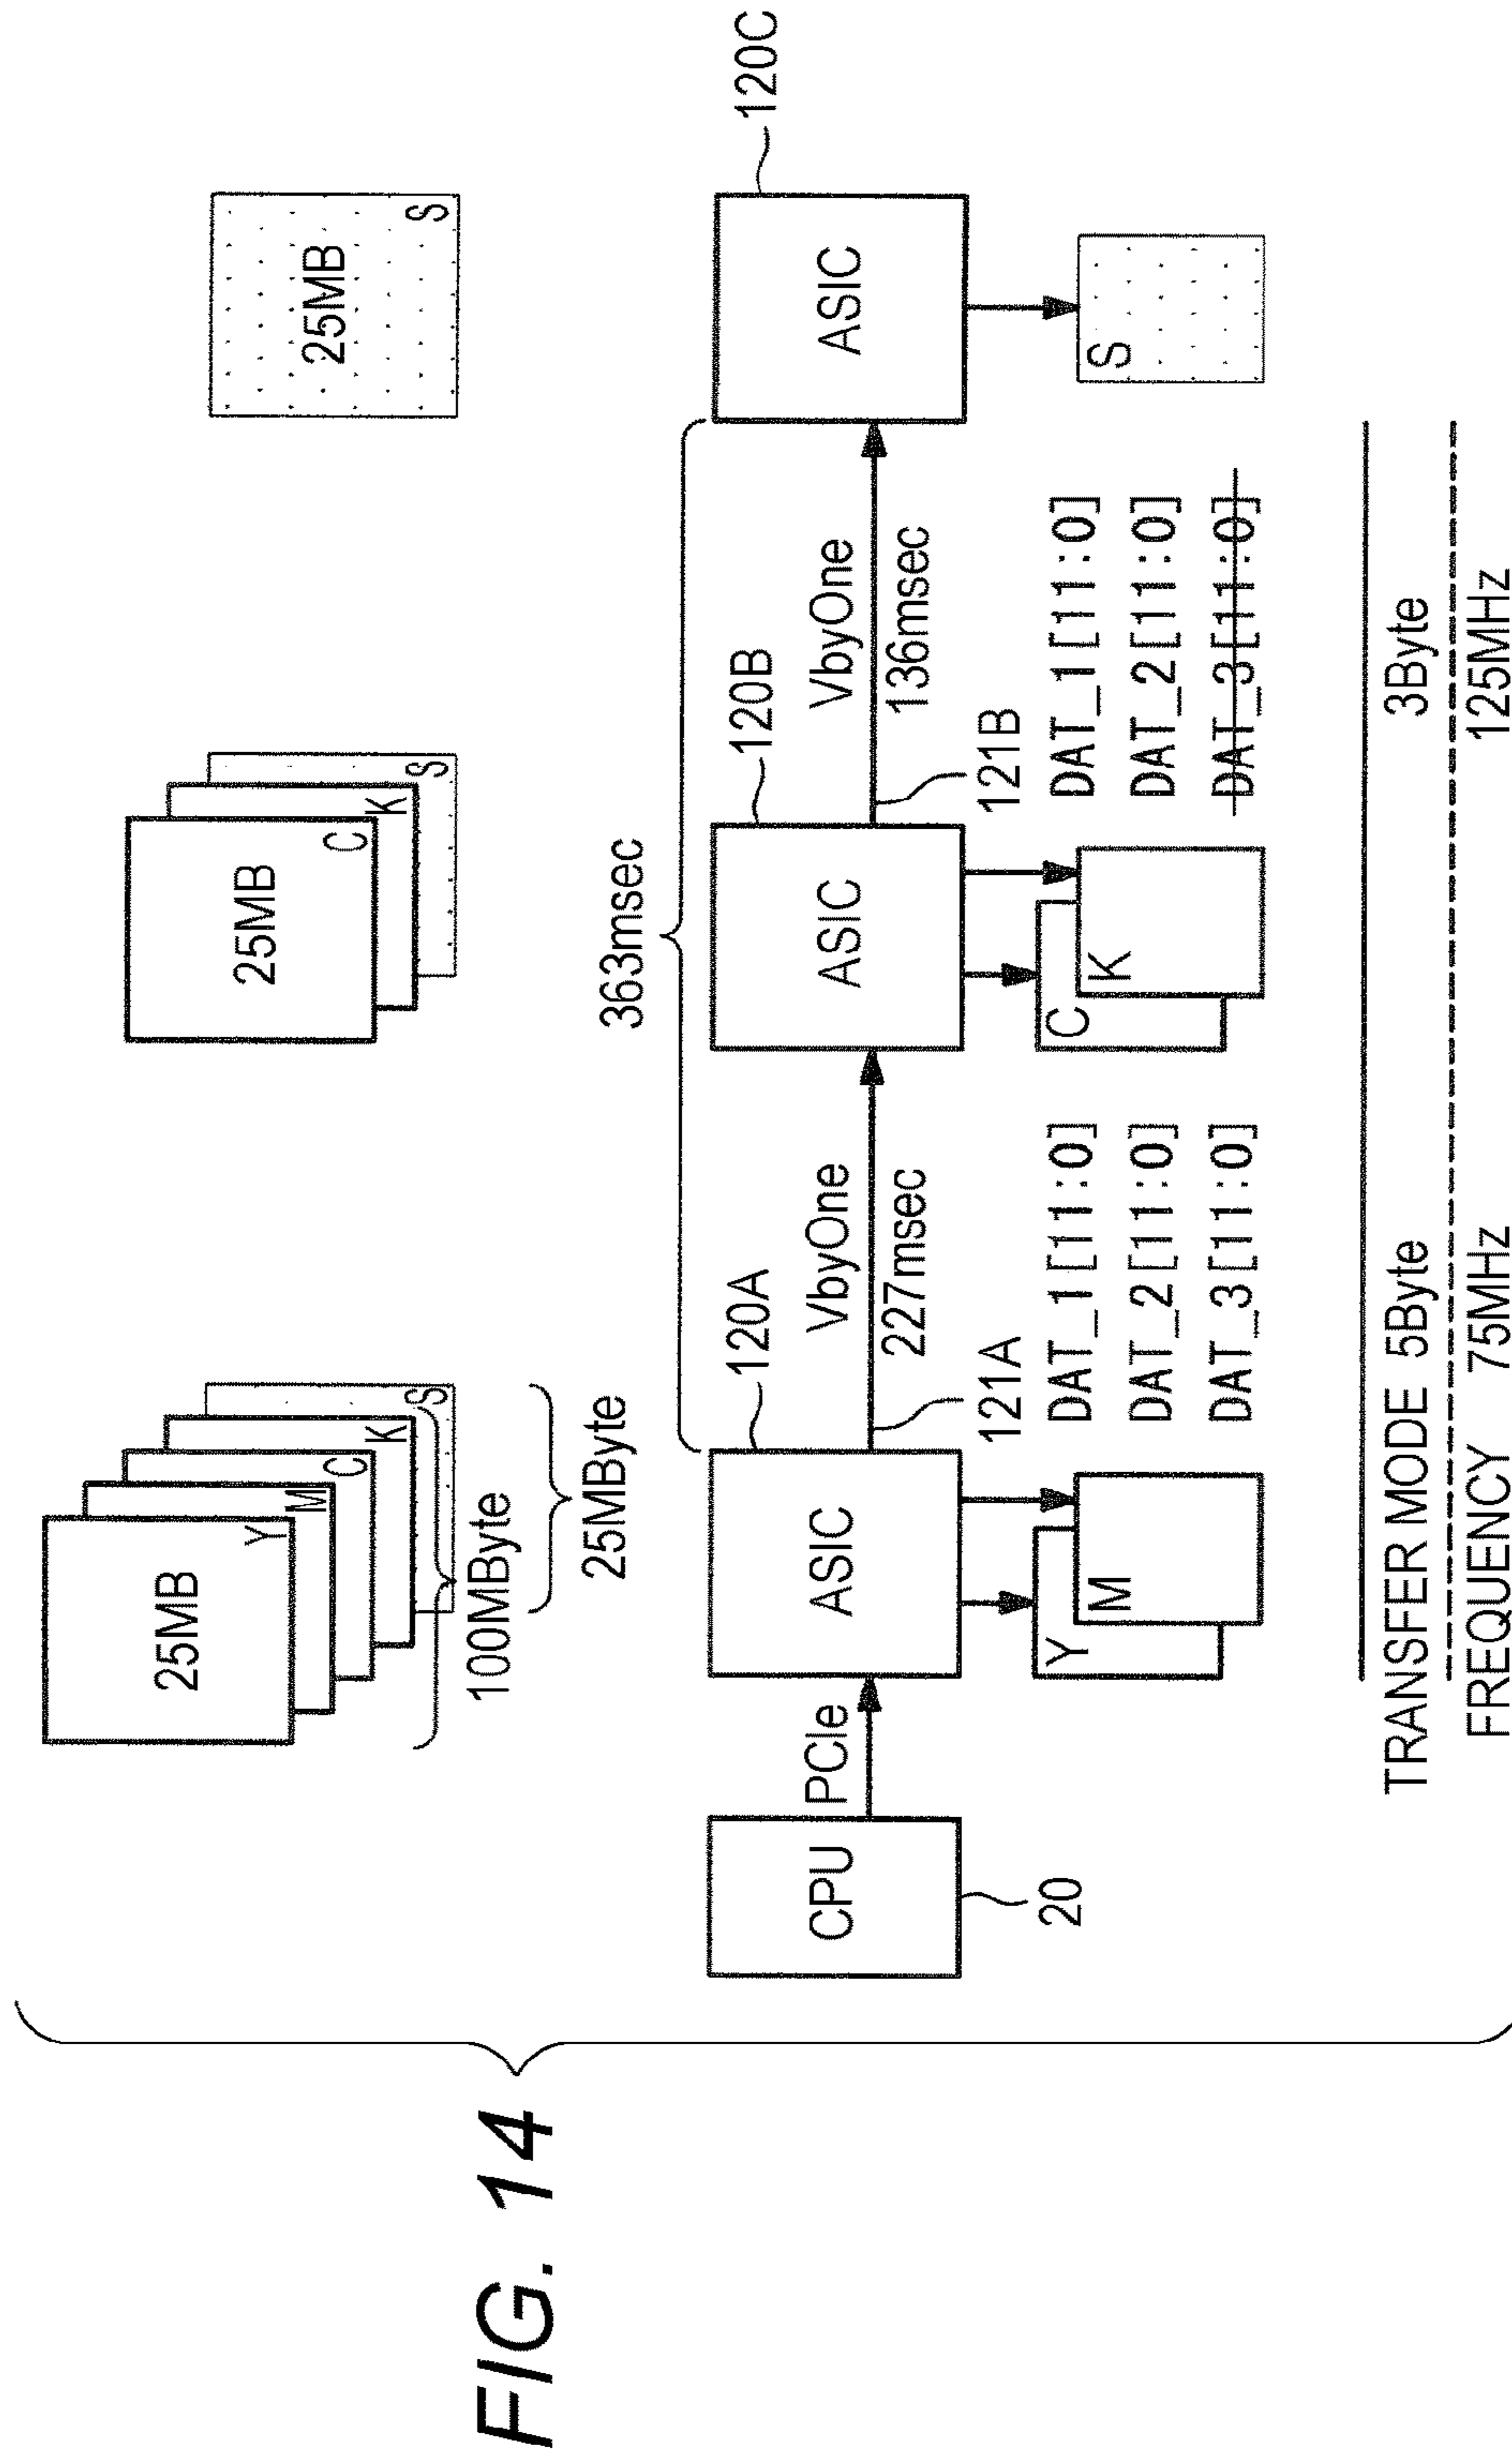 FIG. 14
25MB
Y
M
C
K
S
100MByte
25MByte
25MB
C
K
S
25MB
S
363msec
CPU
20
PCIe
ASIC
120A
VbyOne
227msec
121A
ASIC
120B
VbyOne
136msec
121B
ASIC
120C
Y
M
C
K
S
DAT_1[11:0]
DAT_2[11:0]
DAT_3[11:0]
DAT_1[11:0]
DAT_2[11:0]
DAT_3[11:0]
TRANSFER MODE 5Byte 3Byte
FREQUENCY 75MHz 125MHz